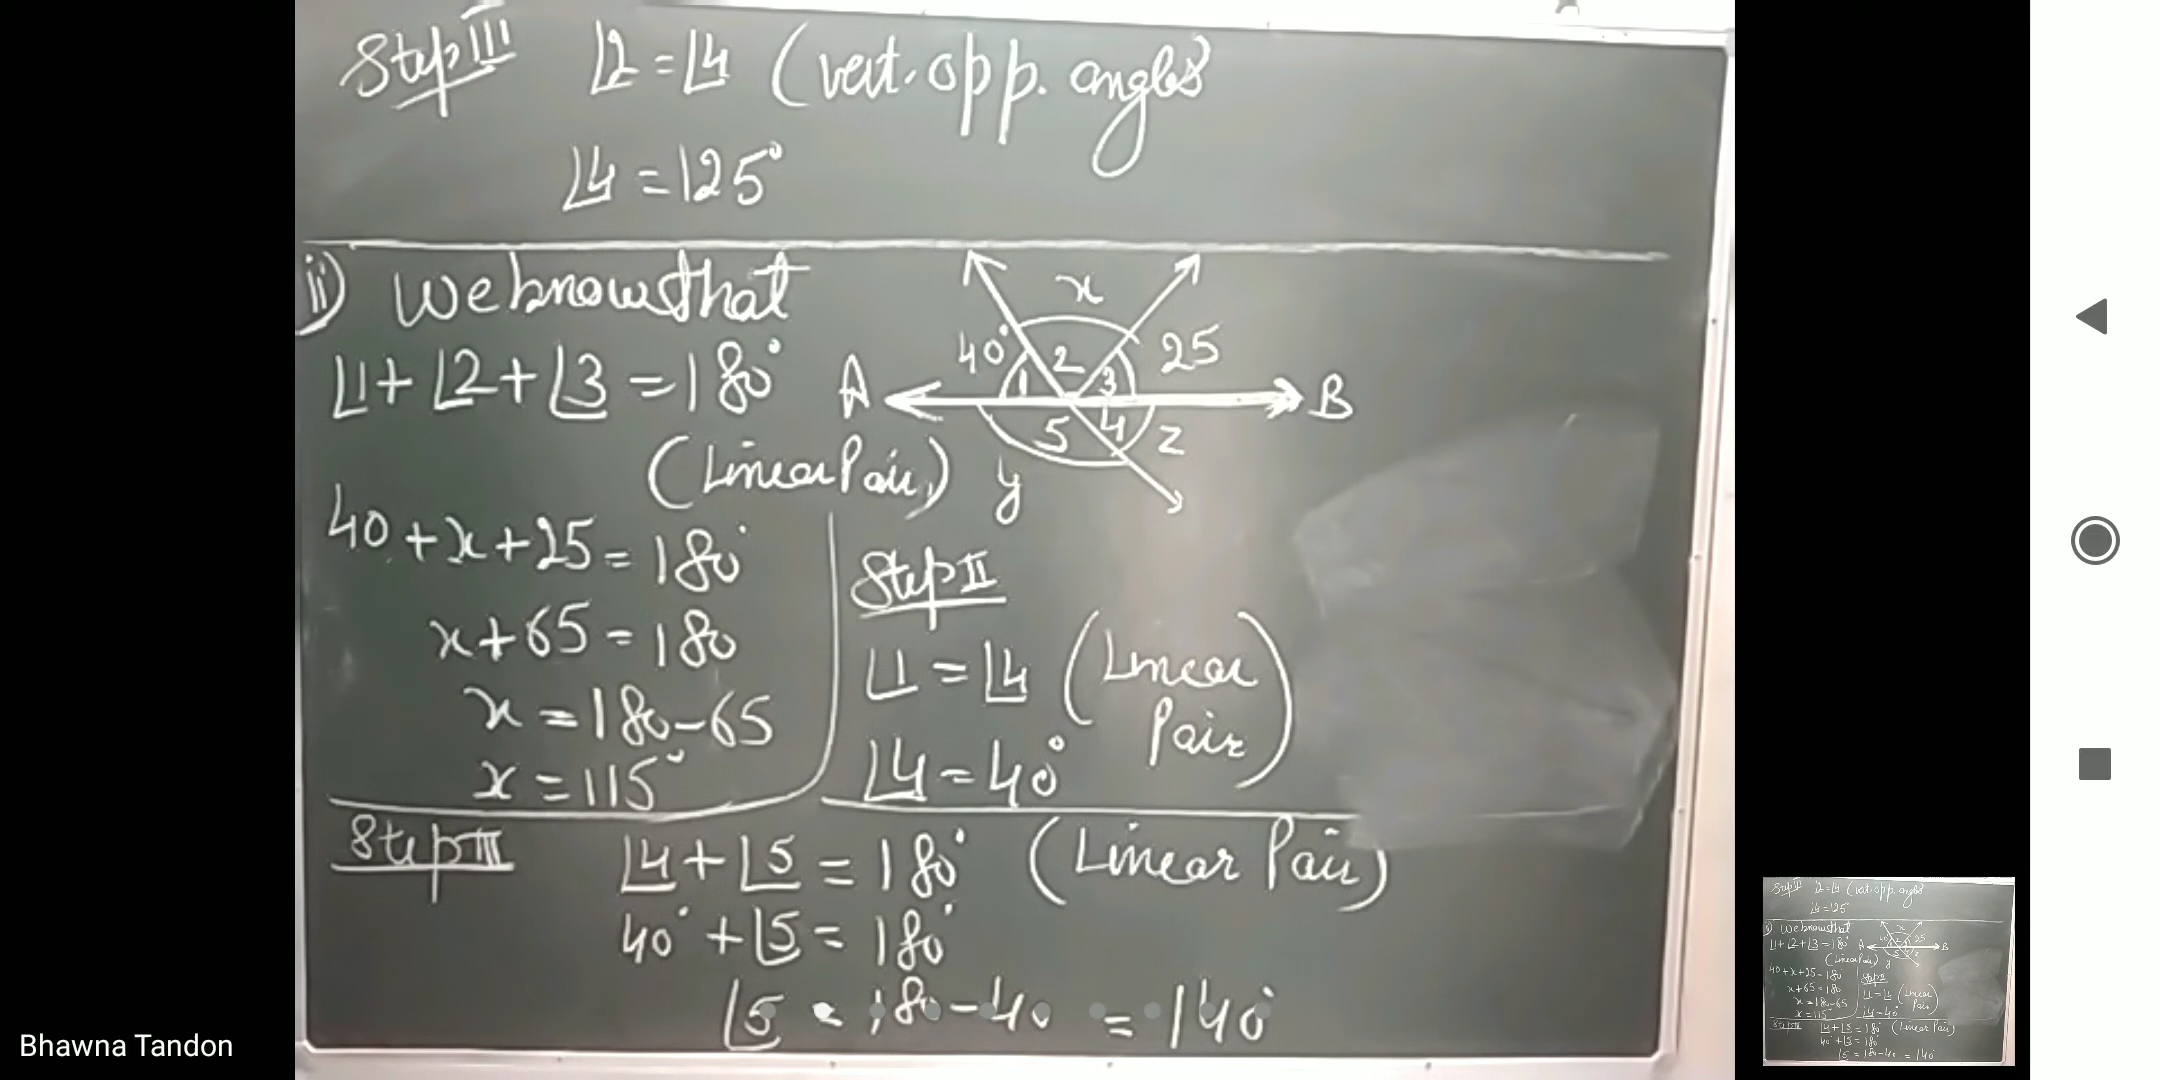 Step III ∠2 = ∠4 (vert. opp. angles
∠4 = 125°
ii) We know that
∠1 + ∠2 + ∠3 = 180°
(Linear Pair)
40 + x + 25 = 180°
x + 65 = 180
x = 180 - 65
x = 115°
x
40° 2 25
A 1 3 B
5 4 z
y
Step II
∠1 = ∠4 (Linear Pair)
∠4 = 40°
Step III ∠4 + ∠5 = 180° (Linear Pair)
40° + ∠5 = 180°
∠5 = 180 - 40 = 140°
Bhawna Tandon